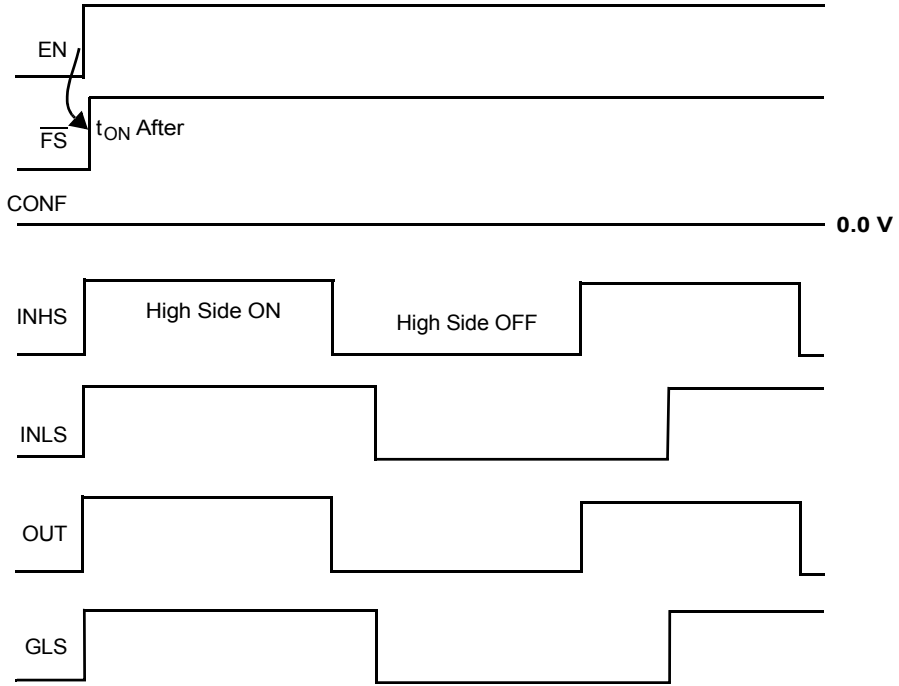 EN
FS
tON After
CONF
0.0 V
INHS
High Side ON
High Side OFF
INLS
OUT
GLS